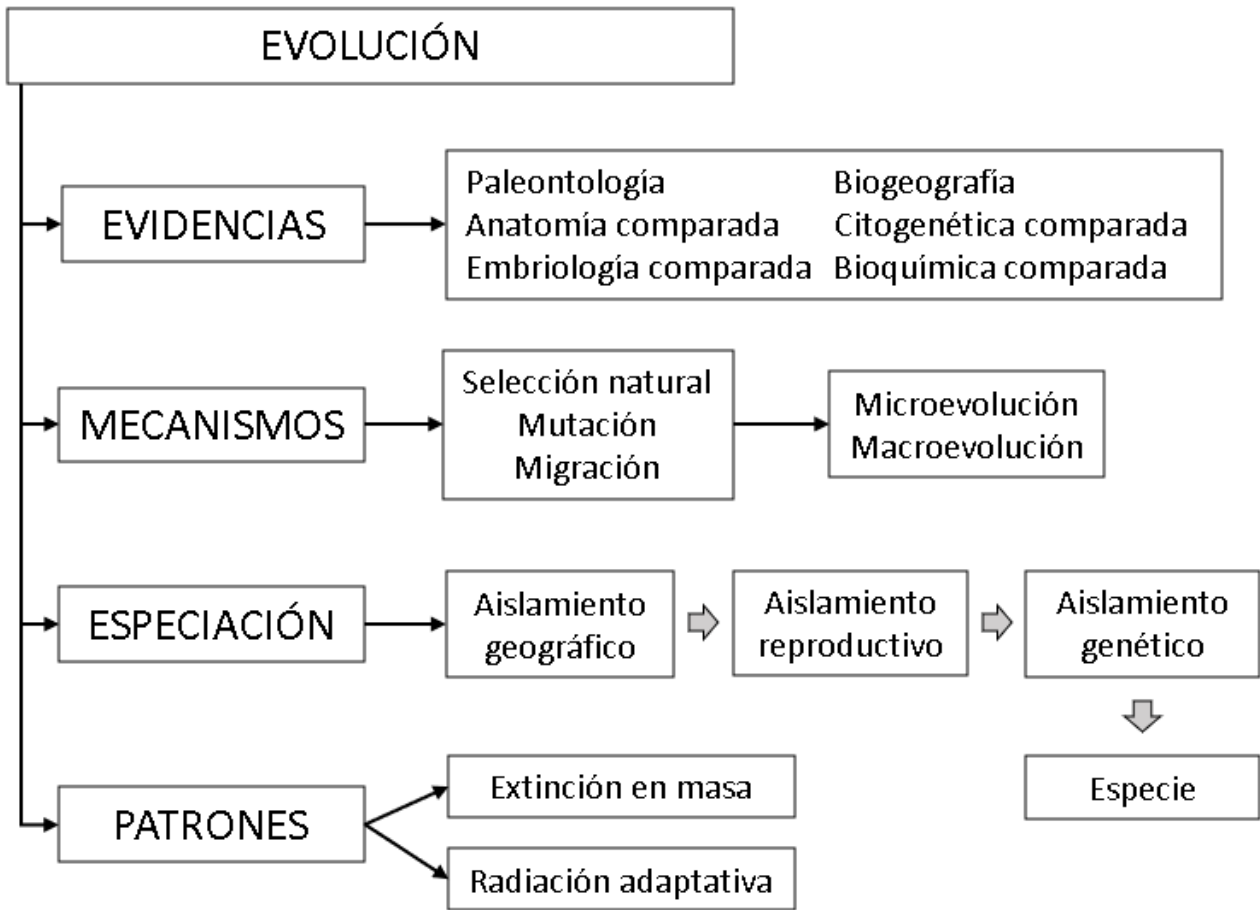 EVOLUCIÓN
EVIDENCIAS
Paleontología
Biogeografía
Anatomía comparada
Citogenética comparada
Embriología comparada
Bioquímica comparada
MECANISMOS
Selección natural
Mutación
Migración
Microevolución
Macroevolución
ESPECIACIÓN
Aislamiento
geográfico
Aislamiento
reproductivo
Aislamiento
genético
Especie
PATRONES
Extinción en masa
Radiación adaptativa